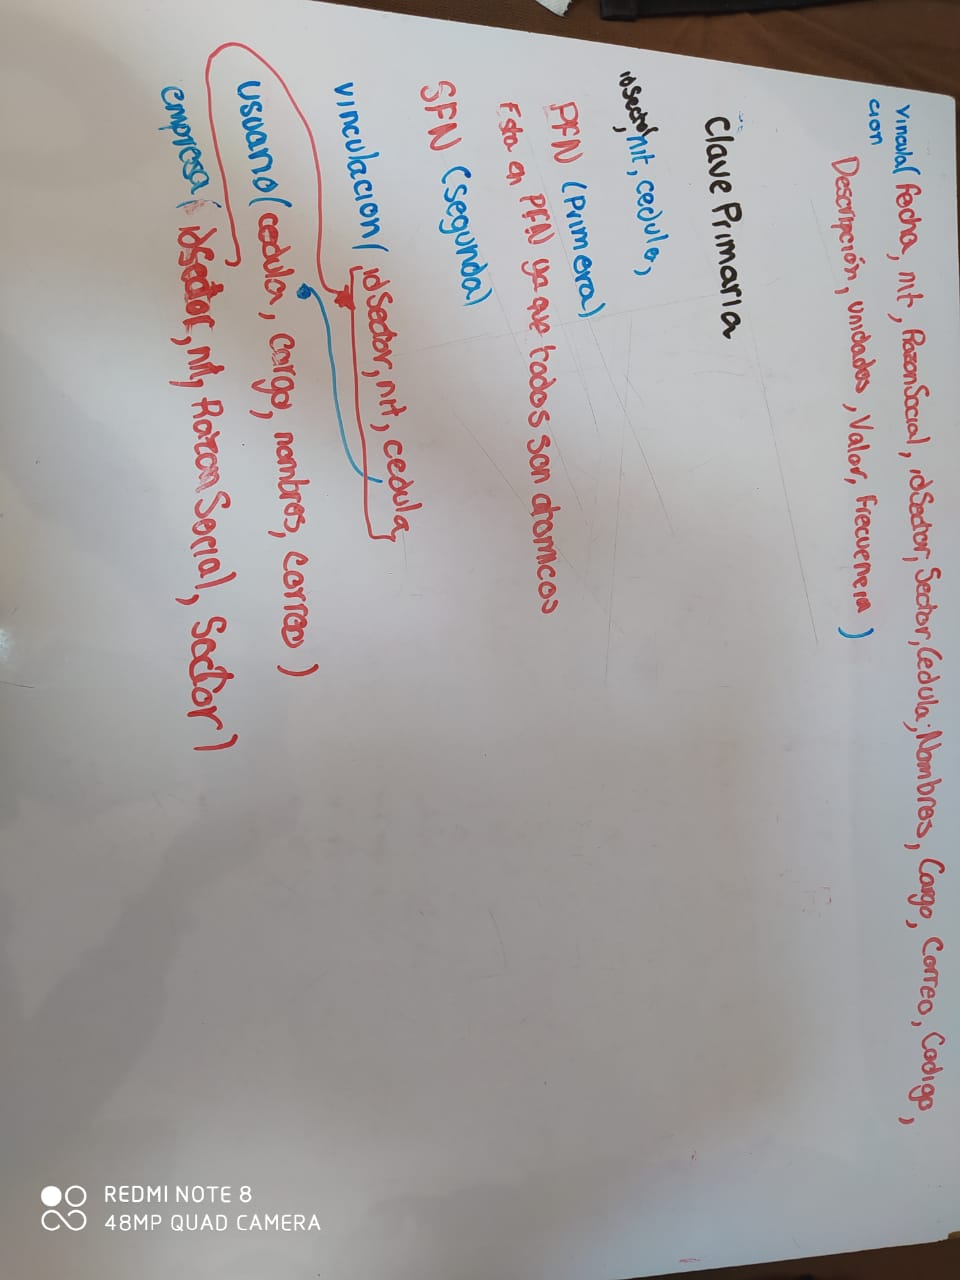 vincula( fecha, nit, RazonSocial, idSector, Sector, Cedula, Nombres, Cargo, Correo, Codigo,
cion
Descripción, unidades, Valor, Frecuencia )
Clave Primaria
idSector, nit, cedula,
PFN (Primera)
Esta en PFN ya que todos son atomicos
SFN (segunda)
vinculacion( idSector, nit, cedula
usuario( cedula, cargo, nombres, correo )
empresa( idSector, nit, RazonSocial, Sector)
REDMI NOTE 8
48MP QUAD CAMERA